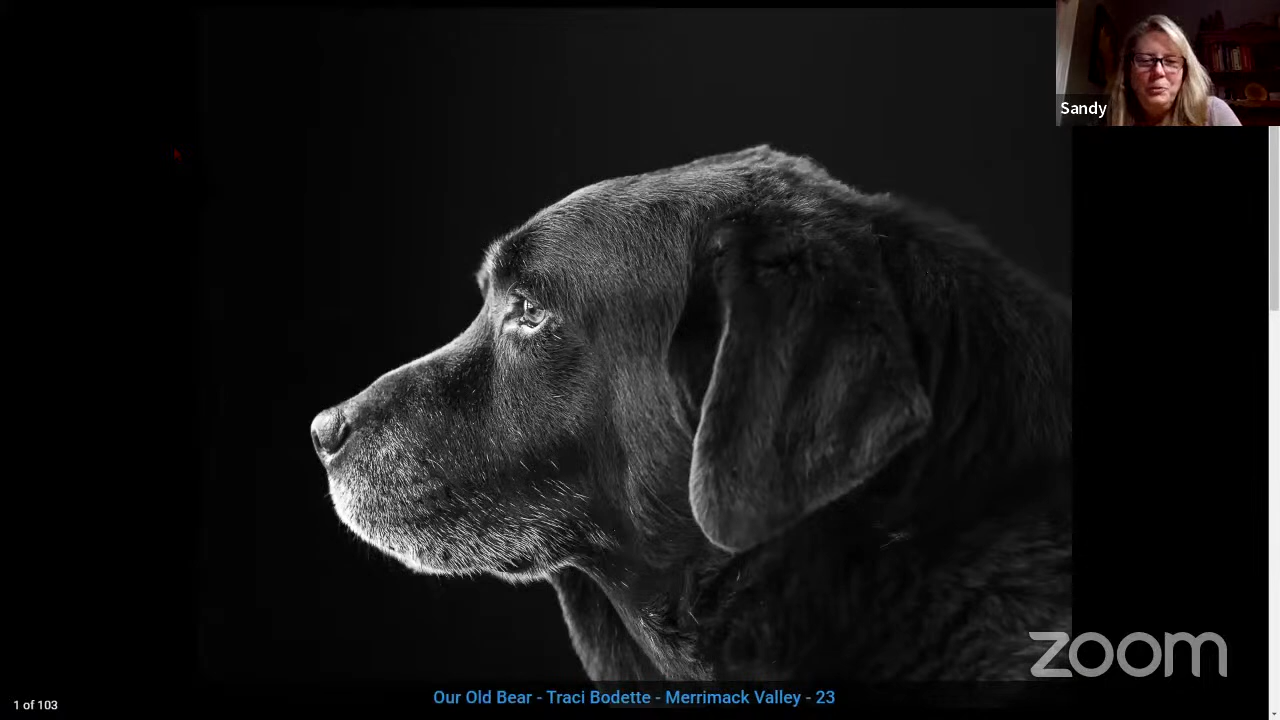 Sandy
zoom
Our Old Bear - Traci Bodette - Merrimack Valley - 23
1 of 103